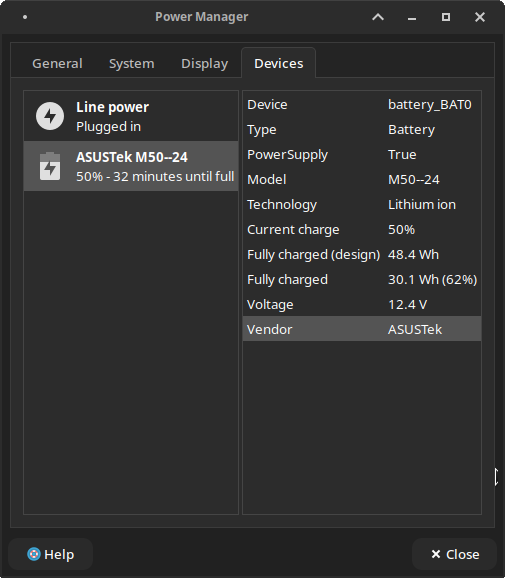 Power Manager
General System Display Devices
Line power
Plugged in
ASUSTek M50--24
50% - 32 minutes until full
Device battery_BAT0
Type Battery
PowerSupply True
Model M50--24
Technology Lithium ion
Current charge 50%
Fully charged (design) 48.4 Wh
Fully charged 30.1 Wh (62%)
Voltage 12.4 V
Vendor ASUSTek
Help
Close